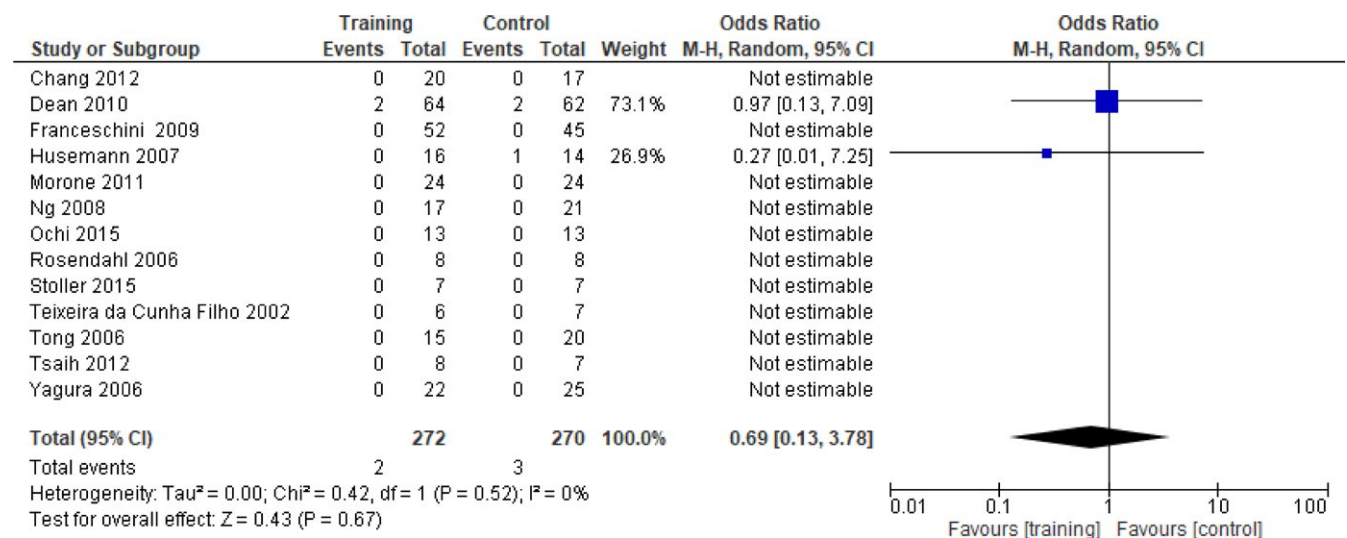 Training Control Odds Ratio Odds Ratio
Study or Subgroup Events Total Events Total Weight M-H, Random, 95% CI M-H, Random, 95% CI
Chang 2012 0 20 0 17 Not estimable
Dean 2010 2 64 2 62 73.1% 0.97 [0.13, 7.09]
Franceschini 2009 0 52 0 45 Not estimable
Husemann 2007 0 16 1 14 26.9% 0.27 [0.01, 7.25]
Morone 2011 0 24 0 24 Not estimable
Ng 2008 0 17 0 21 Not estimable
Ochi 2015 0 13 0 13 Not estimable
Rosendahl 2006 0 8 0 8 Not estimable
Stoller 2015 0 7 0 7 Not estimable
Teixeira da Cunha Filho 2002 0 6 0 7 Not estimable
Tong 2006 0 15 0 20 Not estimable
Tsaih 2012 0 8 0 7 Not estimable
Yagura 2006 0 22 0 25 Not estimable
Total (95% CI) 272 270 100.0% 0.69 [0.13, 3.78]
Total events 2 3
Heterogeneity: Tau² = 0.00; Chi² = 0.42, df = 1 (P = 0.52); I² = 0%
Test for overall effect: Z = 0.43 (P = 0.67)
0.01 0.1 1 10 100
Favours [training] Favours [control]